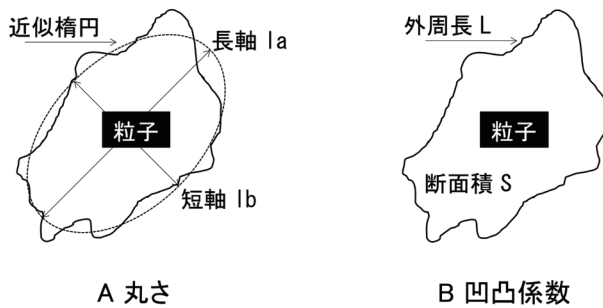 近似楕円
長軸 la
粒子
短軸 lb
A 丸さ
外周長 L
粒子
断面積 S
B 凹凸係数